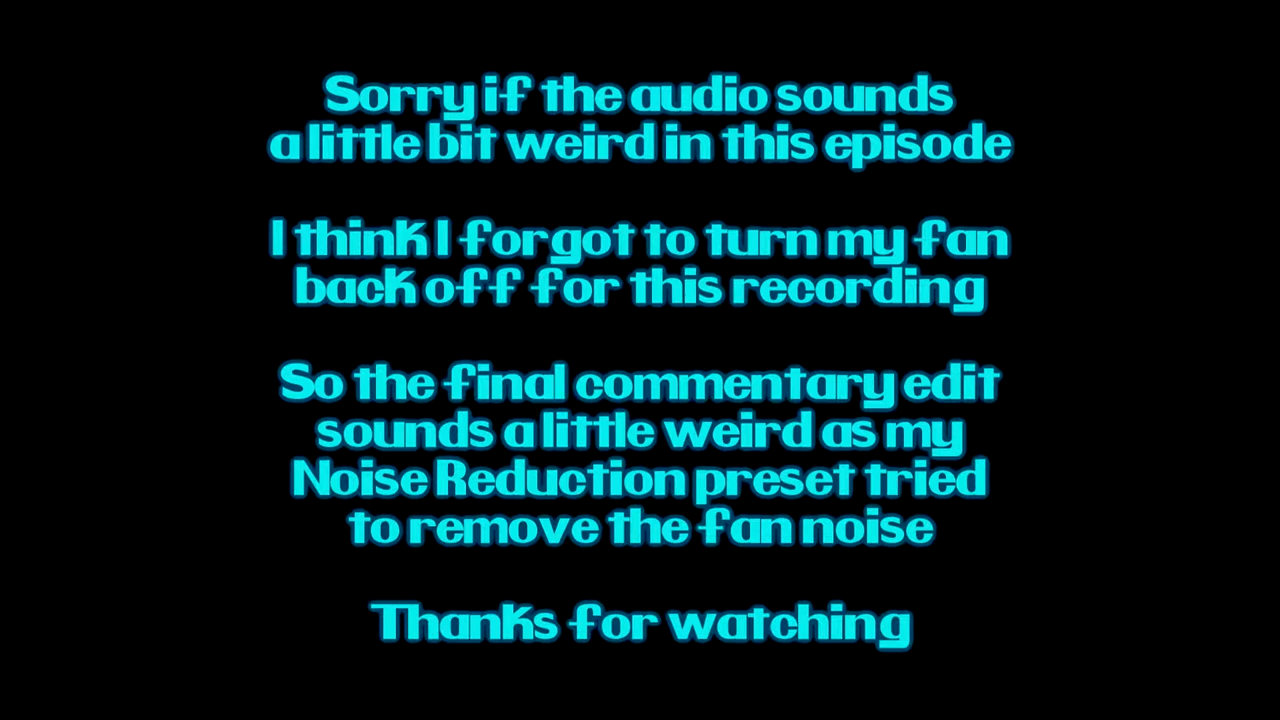 Sorry if the audio sounds
a little bit weird in this episode
I think I forgot to turn my fan
back off for this recording
So the final commentary edit
sounds a little weird as my
Noise Reduction preset tried
to remove the fan noise
Thanks for watching